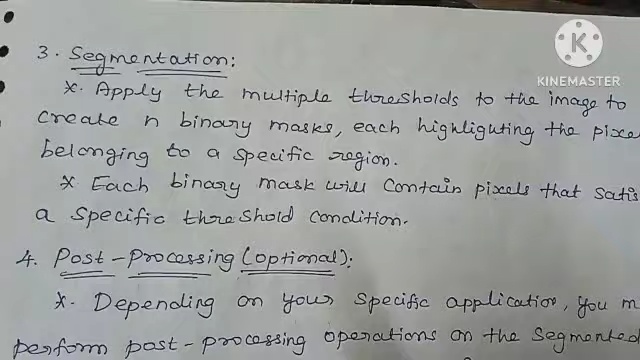 3. Segmentation:
*. Apply the multiple thresholds to the image to
create n binary masks, each highlighting the pixe
belonging to a specific region.
* Each binary mask will contain pixels that satis
a specific threshold condition.
4. Post-Processing (optional):
*. Depending on your specific application, you m
perform post-processing operations on the segmented
KINEMASTER